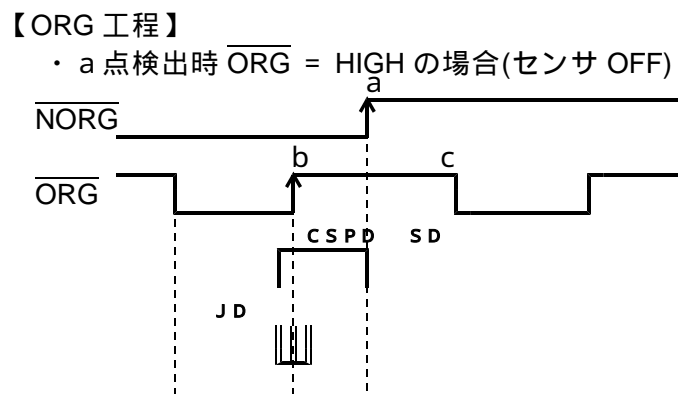 【ORG 工程】
・ a 点検出時 ORG = HIGH の場合(センサ OFF)
a
NORG
b
c
ORG
CSPD
SD
JD